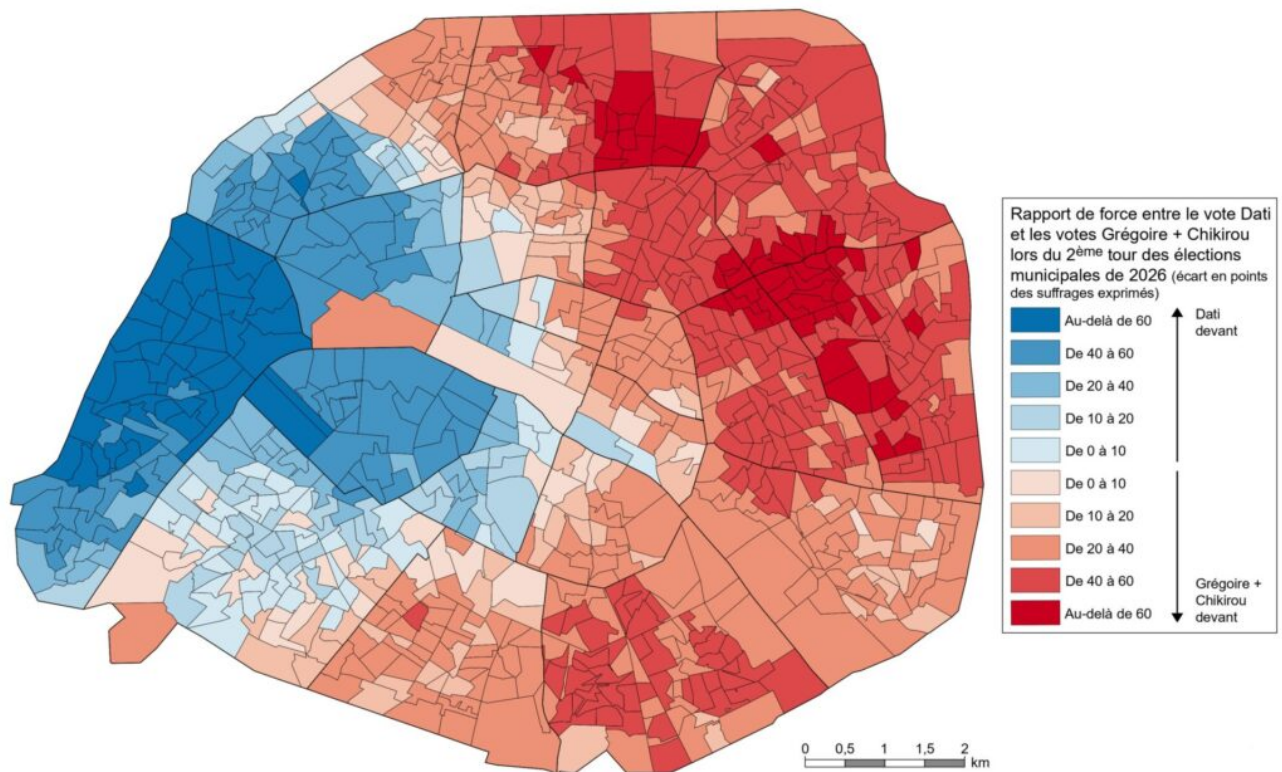 Rapport de force entre le vote Dati
et les votes Grégoire + Chikirou
lors du 2ème tour des élections
municipales de 2026 (écart en points
des suffrages exprimés)
Au-delà de 60
De 40 à 60
De 20 à 40
De 10 à 20
De 0 à 10
De 0 à 10
De 10 à 20
De 20 à 40
De 40 à 60
Au-delà de 60
Dati
devant
Grégoire +
Chikirou
devant
0 0,5 1 1,5 2
km